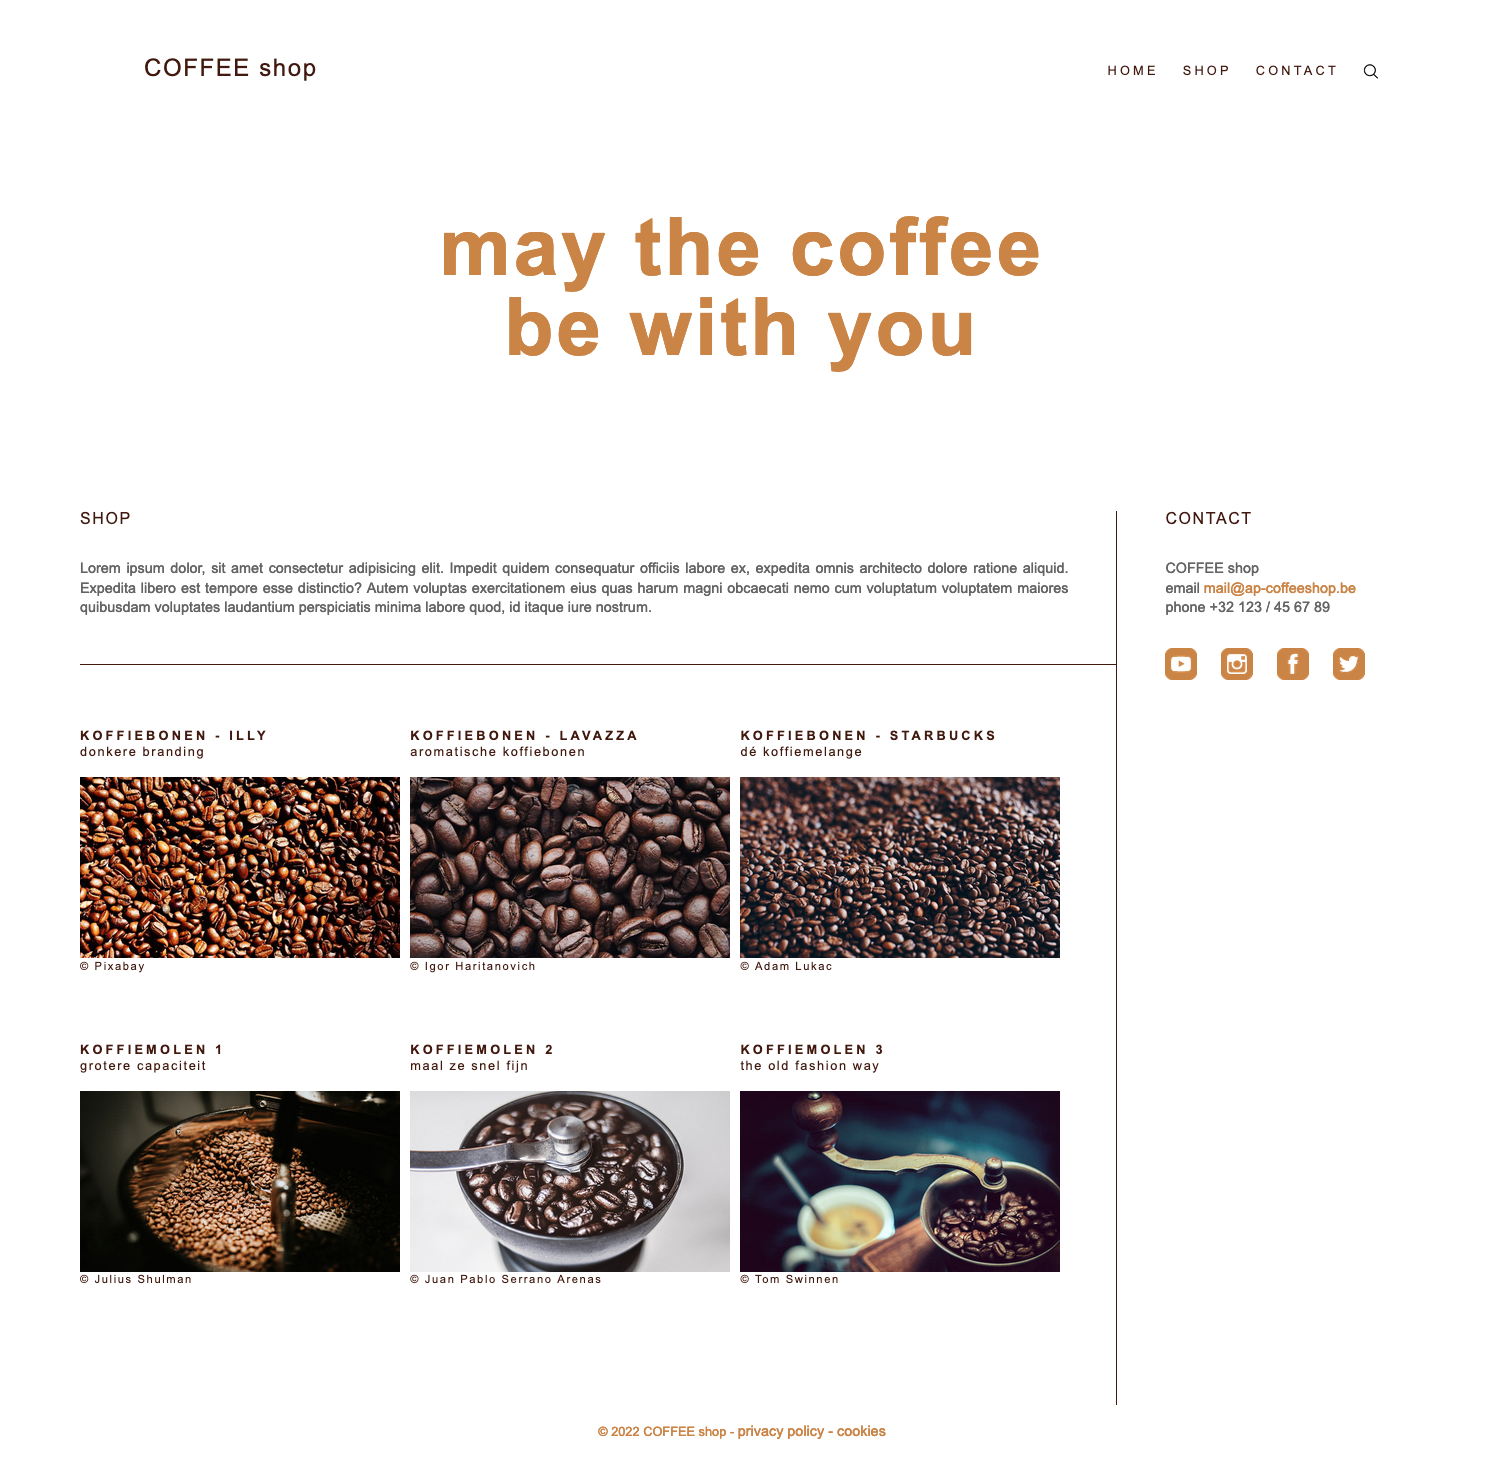 COFFEE shop
HOME SHOP CONTACT
may the coffee
be with you
SHOP
Lorem ipsum dolor, sit amet consectetur adipisicing elit. Impedit quidem consequatur officiis labore ex, expedita omnis architecto dolore ratione aliquid.
Expedita libero est tempore esse distinctio? Autem voluptas exercitationem eius quas harum magni obcaecati nemo cum voluptatum voluptatem maiores
quibusdam voluptates laudantium perspiciatis minima labore quod, id itaque iure nostrum.
CONTACT
COFFEE shop
email mail@ap-coffeeshop.be
phone +32 123 / 45 67 89
KOFFIEBONEN - ILLY
donkere branding
© Pixabay
KOFFIEBONEN - LAVAZZA
aromatische koffiebonen
© Igor Haritanovich
KOFFIEBONEN - STARBUCKS
dé koffiemelange
© Adam Lukac
KOFFIEMOLEN 1
grotere capaciteit
© Julius Shulman
KOFFIEMOLEN 2
maal ze snel fijn
© Juan Pablo Serrano Arenas
KOFFIEMOLEN 3
the old fashion way
© Tom Swinnen
© 2022 COFFEE shop - privacy policy - cookies